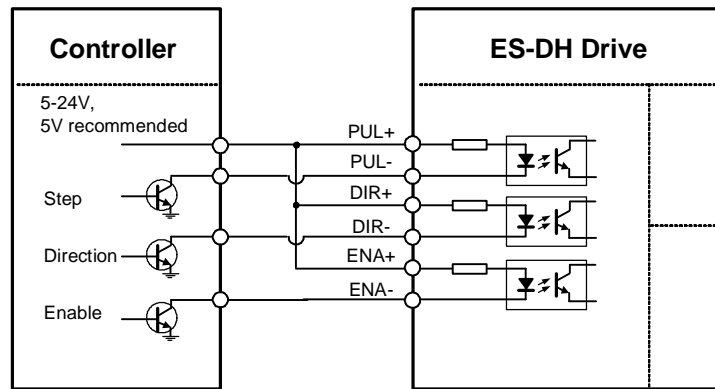 Controller
ES-DH Drive
5-24V,
5V recommended
PUL+
PUL-
Step
DIR+
DIR-
Direction
ENA+
ENA-
Enable